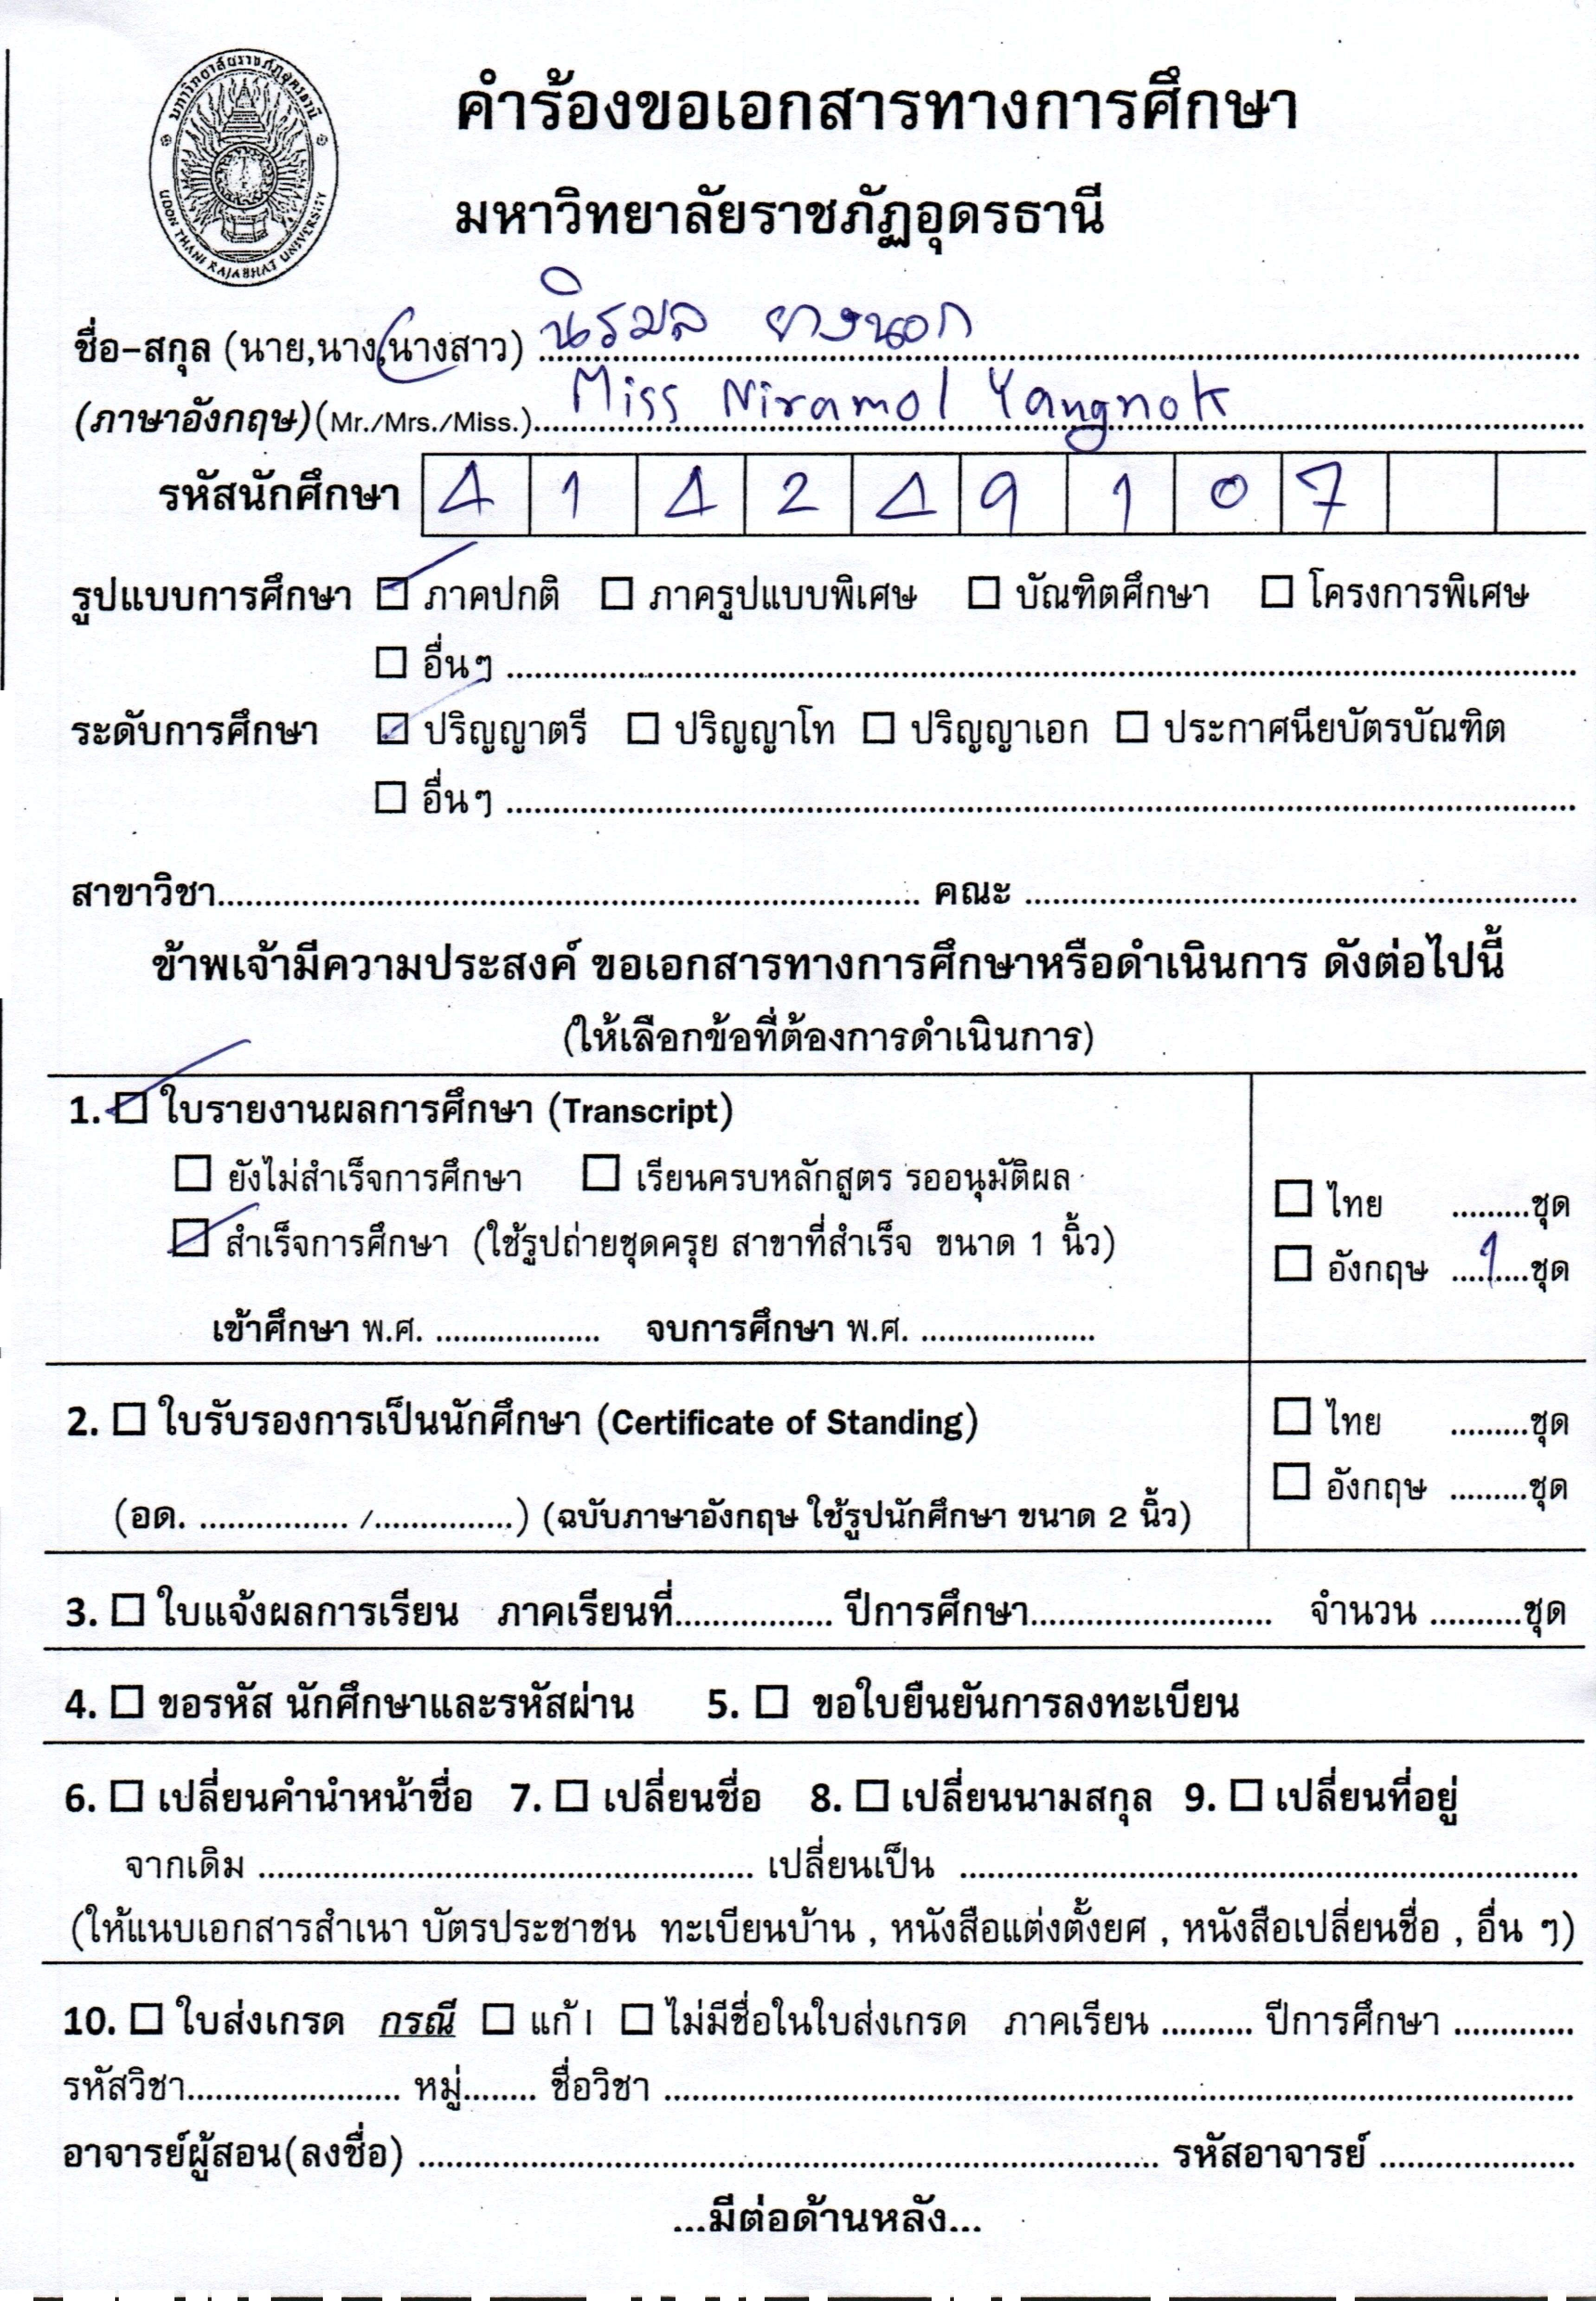 มหาวิทยาลัยราชภัฏอุดรธานี
UDON THANI RAJABHAT UNIVERSITY
คำร้องขอเอกสารทางการศึกษา
มหาวิทยาลัยราชภัฏอุดรธานี
ชื่อ-สกุล (นาย,นาง,นางสาว) นิรมล ยางนอก
(ภาษาอังกฤษ)(Mr./Mrs./Miss.) Miss Niramol Yangnok
รหัสนักศึกษา 4 1 4 2 4 9 1 0 7
รูปแบบการศึกษา ☑ ภาคปกติ ☐ ภาครูปแบบพิเศษ ☐ บัณฑิตศึกษา ☐ โครงการพิเศษ
☐ อื่นๆ ..........
ระดับการศึกษา ☑ ปริญญาตรี ☐ ปริญญาโท ☐ ปริญญาเอก ☐ ประกาศนียบัตรบัณฑิต
☐ อื่นๆ ..........
สาขาวิชา.......... คณะ ..........
ข้าพเจ้ามีความประสงค์ ขอเอกสารทางการศึกษาหรือดำเนินการ ดังต่อไปนี้
(ให้เลือกข้อที่ต้องการดำเนินการ)
1. ☑ ใบรายงานผลการศึกษา (Transcript)
☐ ยังไม่สำเร็จการศึกษา ☐ เรียนครบหลักสูตร รออนุมัติผล
☐ ไทย .........ชุด
☑ สำเร็จการศึกษา (ใช้รูปถ่ายชุดครุย สาขาที่สำเร็จ ขนาด 1 นิ้ว)
☐ อังกฤษ ....1....ชุด
เข้าศึกษา พ.ศ. .......... จบการศึกษา พ.ศ. ..........
2. ☐ ใบรับรองการเป็นนักศึกษา (Certificate of Standing)
☐ ไทย .........ชุด
☐ อังกฤษ .........ชุด
(อด. .......... /..........) (ฉบับภาษาอังกฤษ ใช้รูปนักศึกษา ขนาด 2 นิ้ว)
3. ☐ ใบแจ้งผลการเรียน ภาคเรียนที่.......... ปีการศึกษา.......... จำนวน ..........ชุด
4. ☐ ขอรหัส นักศึกษาและรหัสผ่าน 5. ☐ ขอใบยืนยันการลงทะเบียน
6. ☐ เปลี่ยนคำนำหน้าชื่อ 7. ☐ เปลี่ยนชื่อ 8. ☐ เปลี่ยนนามสกุล 9. ☐ เปลี่ยนที่อยู่
จากเดิม .......... เปลี่ยนเป็น ..........
(ให้แนบเอกสารสำเนา บัตรประชาชน ทะเบียนบ้าน , หนังสือแต่งตั้งยศ , หนังสือเปลี่ยนชื่อ , อื่น ๆ)
10. ☐ ใบส่งเกรด กรณี ☐ แก้ I ☐ ไม่มีชื่อในใบส่งเกรด ภาคเรียน .......... ปีการศึกษา ..........
รหัสวิชา.......... หมู่........ ชื่อวิชา ..........
อาจารย์ผู้สอน(ลงชื่อ) .......... รหัสอาจารย์ ..........
...มีต่อด้านหลัง...